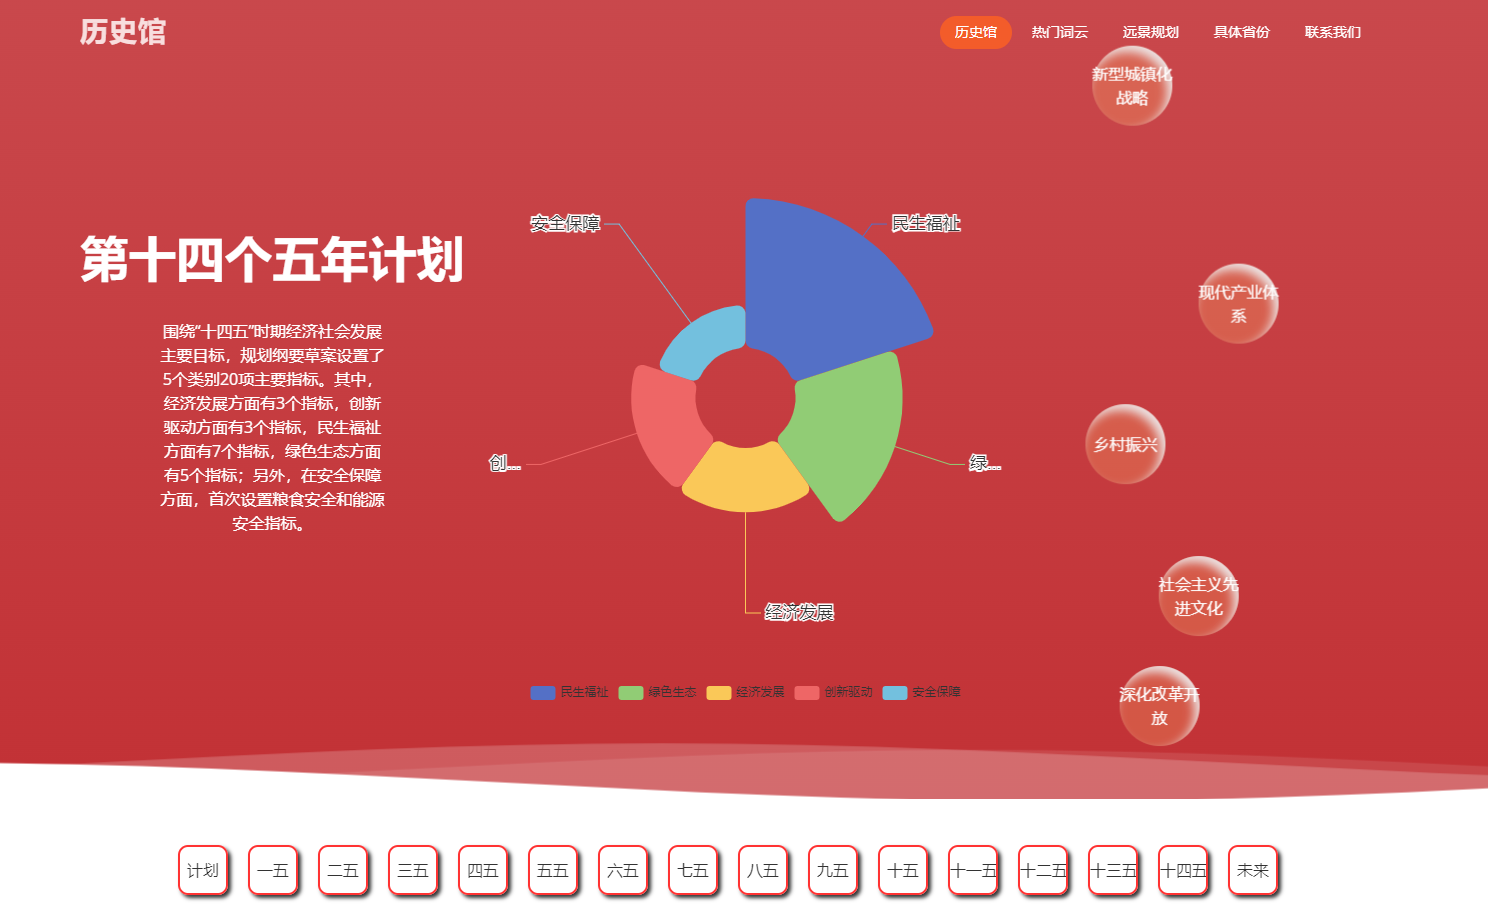 历史馆
历史馆 热门词云 远景规划 具体省份 联系我们
新型城镇化
战略
第十四个五年计划
围绕“十四五”时期经济社会发展
主要目标，规划纲要草案设置了
5个类别20项主要指标。其中，
经济发展方面有3个指标，创新
驱动方面有3个指标，民生福祉
方面有7个指标，绿色生态方面
有5个指标；另外，在安全保障
方面，首次设置粮食安全和能源
安全指标。
安全保障
民生福祉
创...
绿...
经济发展
民生福祉 绿色生态 经济发展 创新驱动 安全保障
现代产业体
系
乡村振兴
社会主义先
进文化
深化改革开
放
计划 一五 二五 三五 四五 五五 六五 七五 八五 九五 十五 十一五 十二五 十三五 十四五 未来